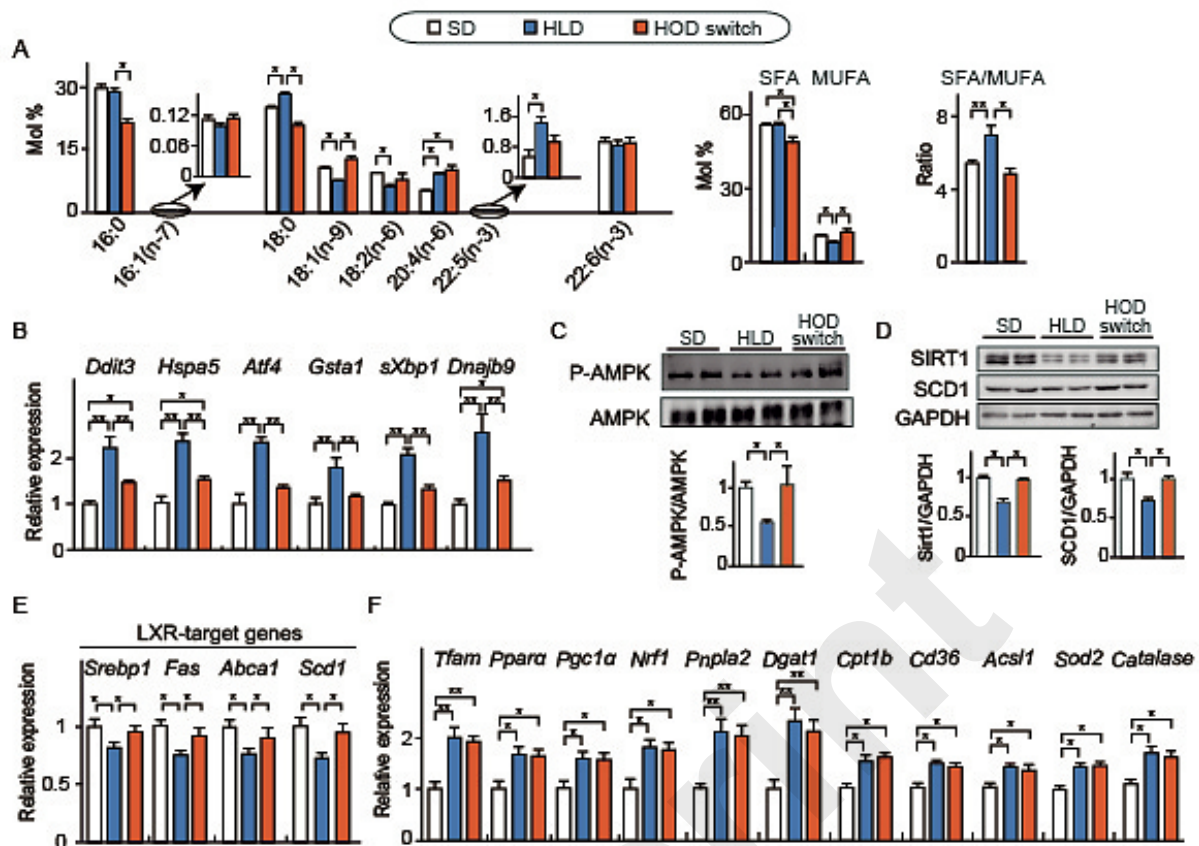 SD HLD HOD switch
A
Mol %
30
15
0
0.12
0.06
0
1.6
0.8
0
16:0
16:1(n-7)
18:0
18:1(n-9)
18:2(n-6)
20:4(n-6)
22:5(n-3)
22:6(n-3)
* * * * * * * * *
SFA MUFA
Mol %
60
30
0
* * * *
SFA/MUFA
Ratio
8
4
0
** *
B
Ddit3 Hspa5 Atf4 Gsta1 sXbp1 Dnajb9
Relative expression
2
1
0
* * *
** ** ** ** ** ** ** ** ** ** ** **
C
SD HLD HOD switch
P-AMPK
AMPK
P-AMPK/AMPK
1
0.5
0
* *
D
SD HLD HOD switch
SIRT1
SCD1
GAPDH
Sirt1/GAPDH
1
0.5
0
* *
SCD1/GAPDH
1
0.5
0
* *
E
LXR-target genes
Srebp1 Fas Abca1 Scd1
Relative expression
1
0.5
0
* * * * * * * *
F
Tfam Pparα Pgc1α Nrf1 Pnpla2 Dgat1 Cpt1b Cd36 Acsl1 Sod2 Catalase
Relative expression
2
1
0
** * * * ** ** * * * * *
** * * * ** ** * * * * *